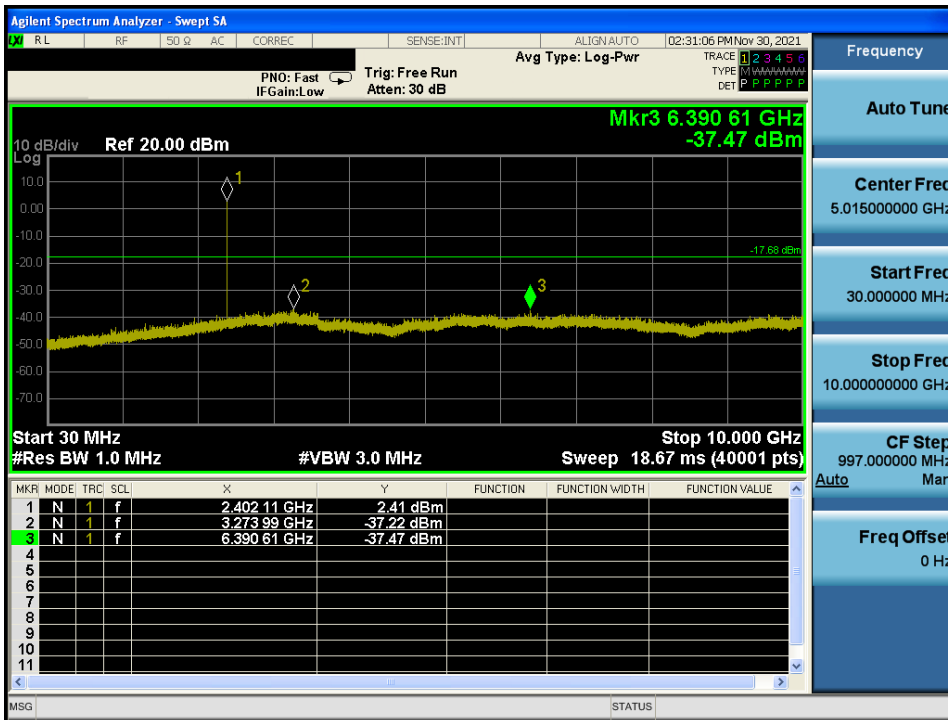 Agilent Spectrum Analyzer - Swept SA
LXI RL RF 50 Ω AC CORREC SENSE:INT ALIGN AUTO 02:31:06 PM Nov 30, 2021
Frequency
PNO: Fast
IFGain:Low
Trig: Free Run
Atten: 30 dB
Avg Type: Log-Pwr
TRACE 1 2 3 4 5 6
TYPE M W W W W W
DET P P P P P P
Auto Tune
Mkr3 6.390 61 GHz
-37.47 dBm
10 dB/div Ref 20.00 dBm
Log
10.0
0.00
-10.0
-20.0
-30.0
-40.0
-50.0
-60.0
-70.0
1
2
3
-17.68 dBm
Start 30 MHz Stop 10.000 GHz
#Res BW 1.0 MHz #VBW 3.0 MHz Sweep 18.67 ms (40001 pts)
Center Freq
5.015000000 GHz
Start Freq
30.000000 MHz
Stop Freq
10.000000000 GHz
CF Step
997.000000 MHz
Auto Man
Freq Offset
0 Hz
MKR MODE TRC SCL X Y FUNCTION FUNCTION WIDTH FUNCTION VALUE
1 N 1 f 2.402 11 GHz 2.41 dBm
2 N 1 f 3.273 99 GHz -37.22 dBm
3 N 1 f 6.390 61 GHz -37.47 dBm
4
5
6
7
8
9
10
11
MSG STATUS